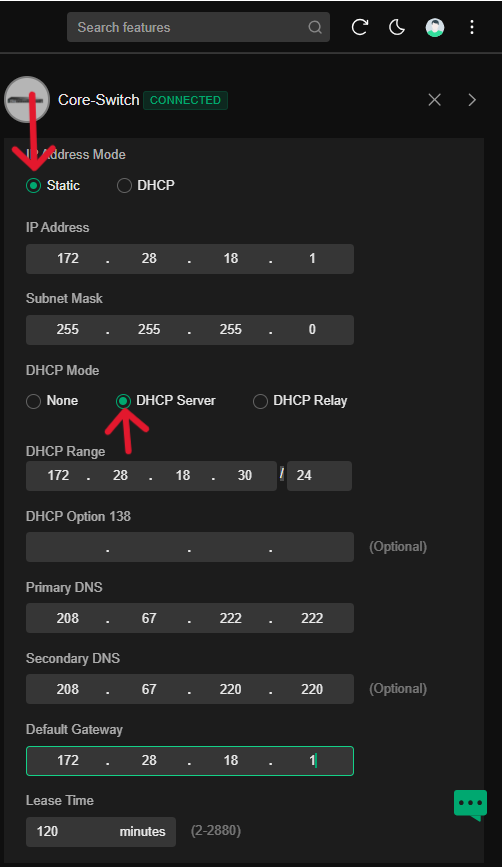 Search features
Core-Switch CONNECTED
IP Address Mode
Static DHCP
IP Address
172 . 28 . 18 . 1
Subnet Mask
255 . 255 . 255 . 0
DHCP Mode
None DHCP Server DHCP Relay
DHCP Range
172 . 28 . 18 . 30 / 24
DHCP Option 138
. . . (Optional)
Primary DNS
208 . 67 . 222 . 222
Secondary DNS
208 . 67 . 220 . 220 (Optional)
Default Gateway
172 . 28 . 18 . 1
Lease Time
120 minutes (2-2880)